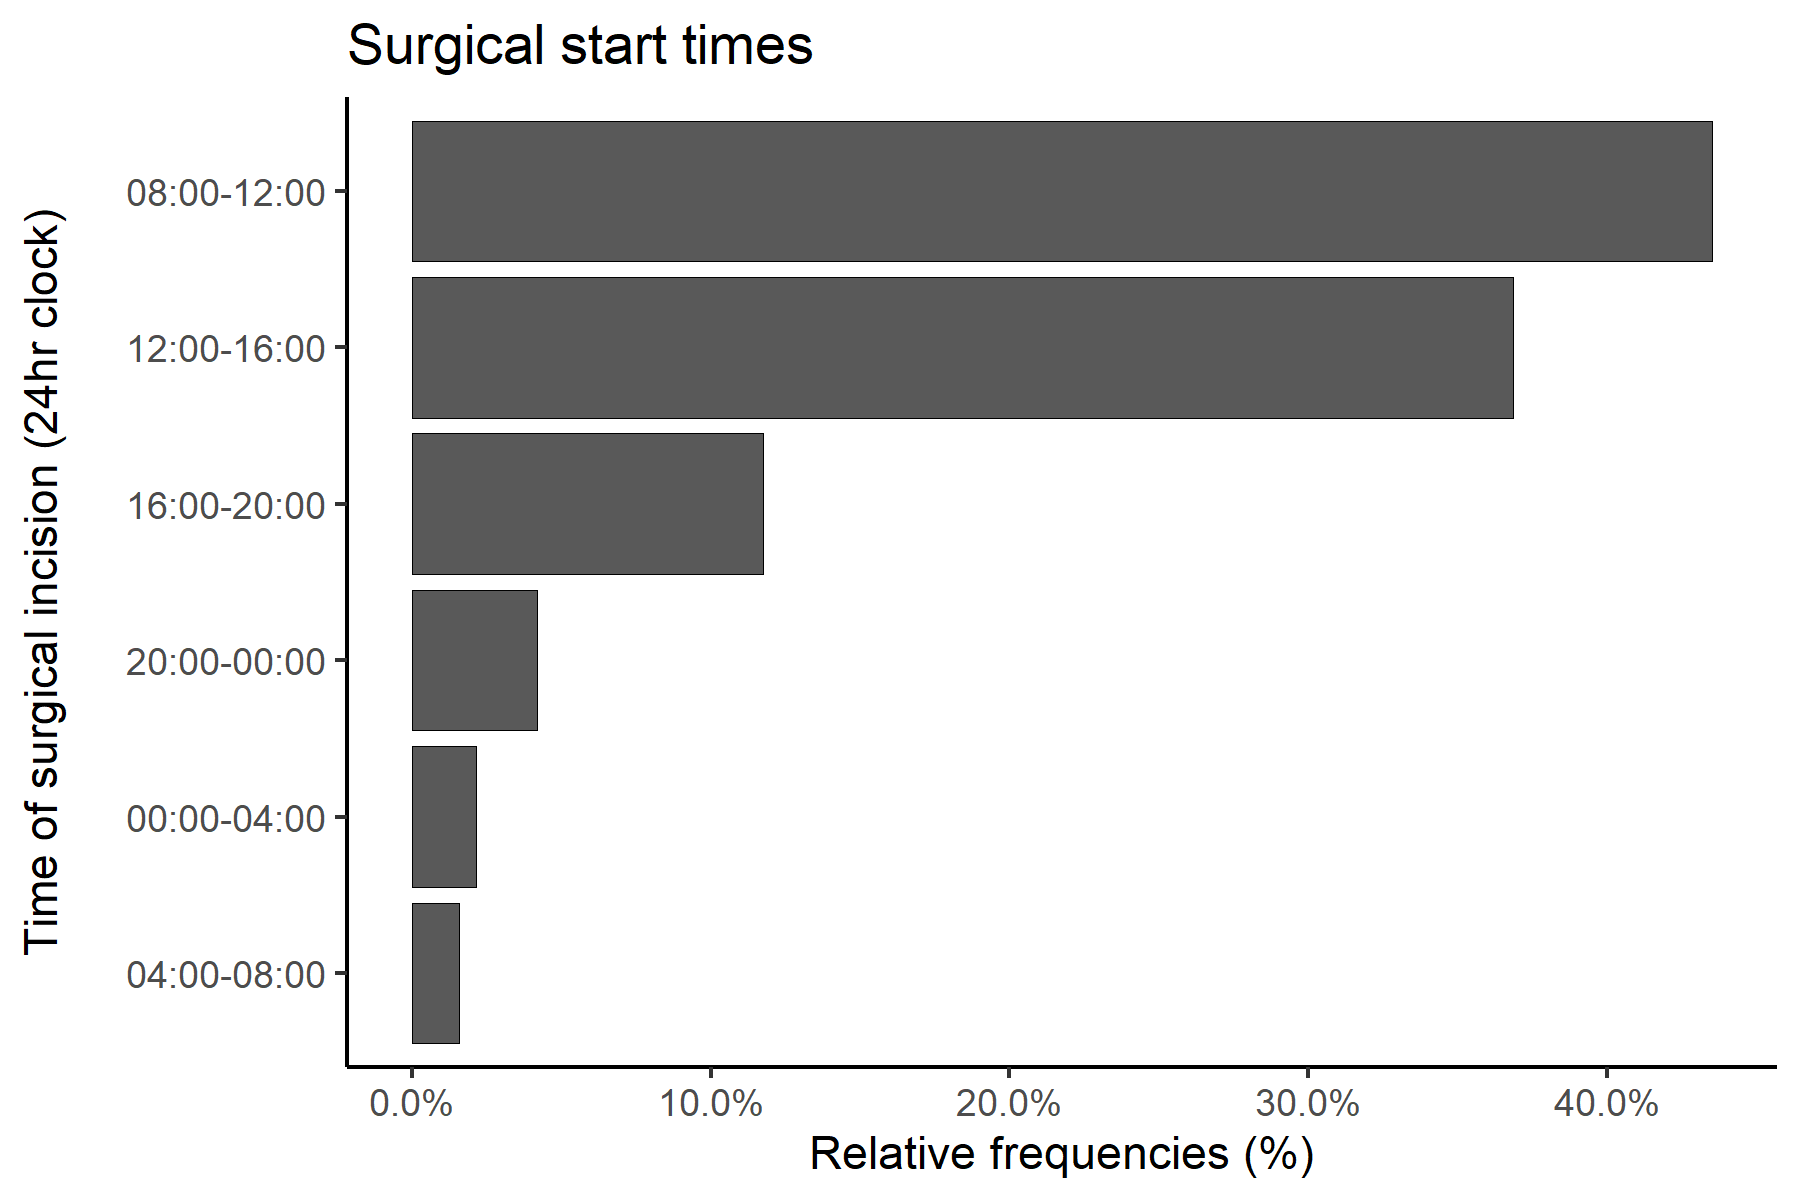 Surgical start times
Time of surgical incision (24hr clock)
08:00-12:00
12:00-16:00
16:00-20:00
20:00-00:00
00:00-04:00
04:00-08:00
0.0% 10.0% 20.0% 30.0% 40.0%
Relative frequencies (%)